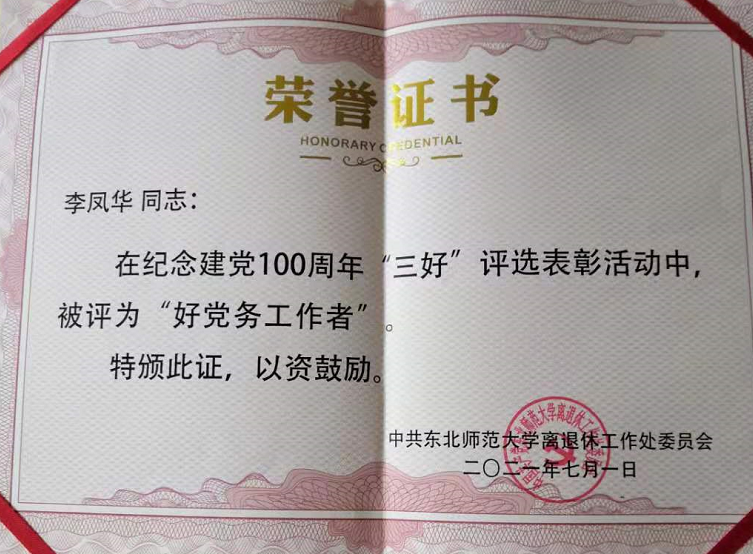 荣誉证书
HONORARY CREDENTIAL
李凤华 同志：
在纪念建党100周年“三好”评选表彰活动中，
被评为“好党务工作者”。
特颁此证，以资鼓励。
中共东北师范大学离退休工作处委员会
二〇二一年七月一日